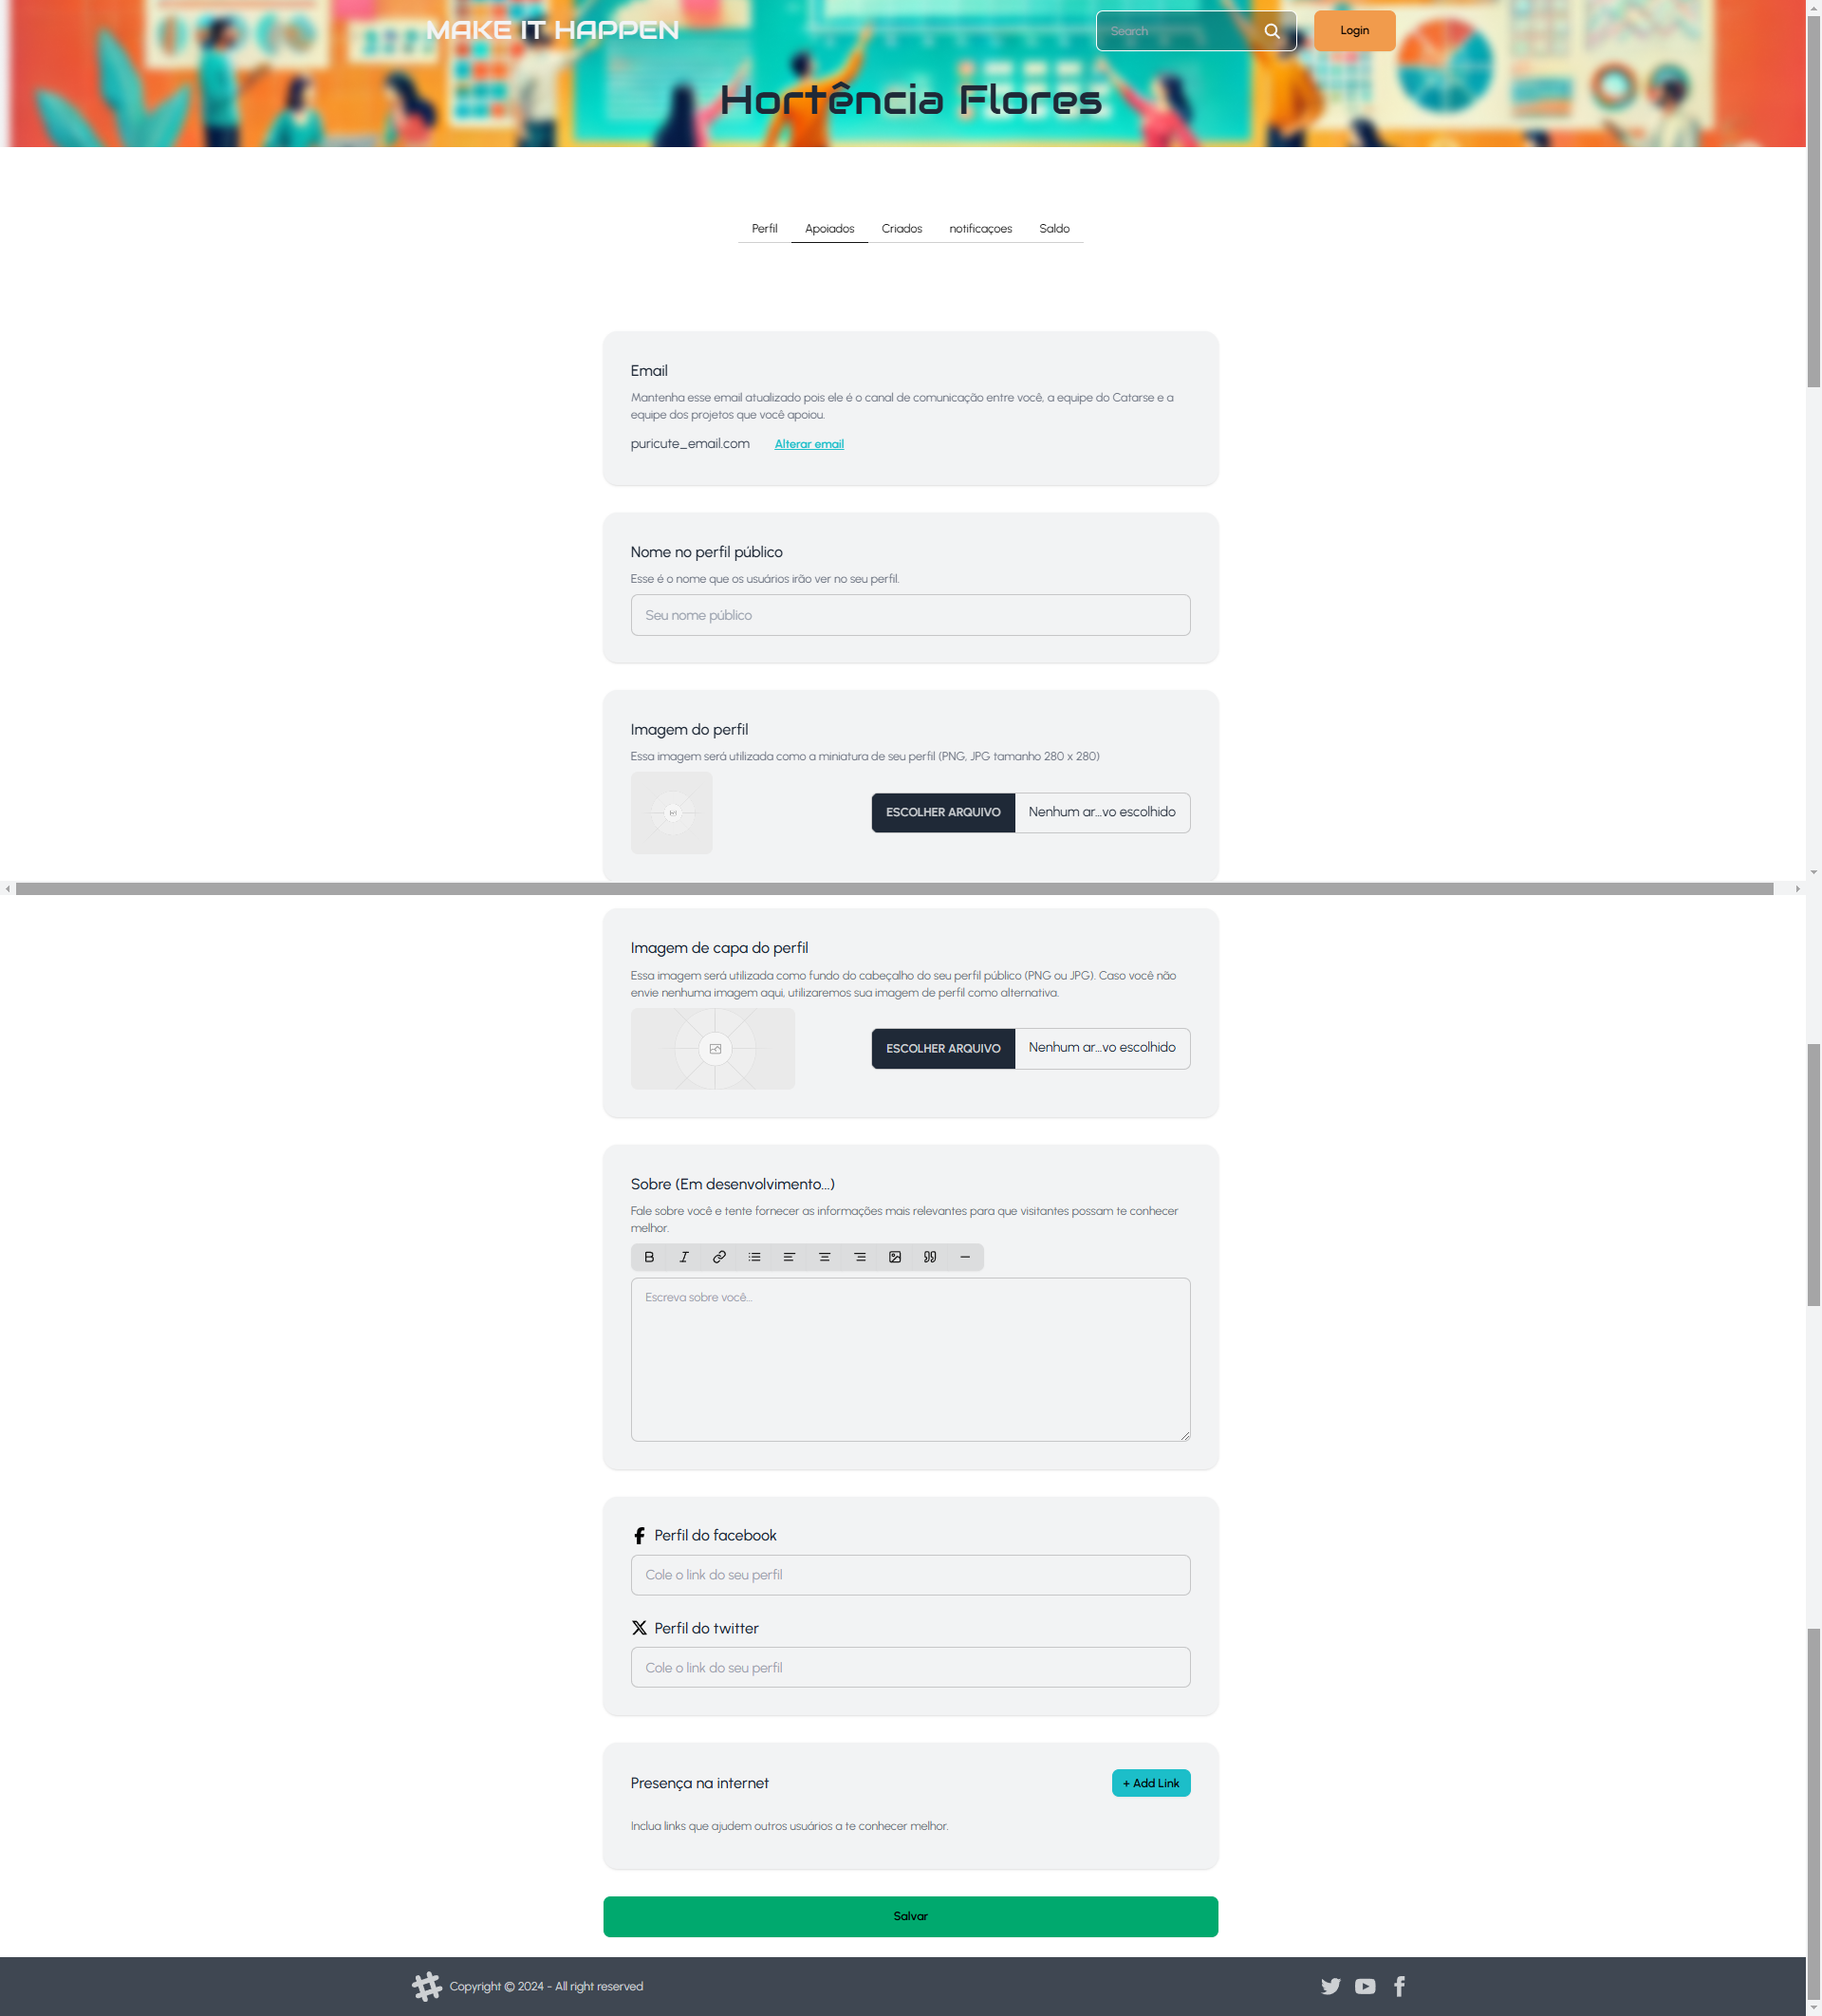 MAKE IT HAPPEN
Search
Login
Hortência Flores
Perfil
Apoiados
Criados
notificaçoes
Saldo
Email
Mantenha esse email atualizado pois ele é o canal de comunicação entre você, a equipe do Catarse e a
equipe dos projetos que você apoiou.
puricute_email.com
Alterar email
Nome no perfil público
Esse é o nome que os usuários irão ver no seu perfil.
Seu nome público
Imagem do perfil
Essa imagem será utilizada como a miniatura de seu perfil (PNG, JPG tamanho 280 x 280)
ESCOLHER ARQUIVO
Nenhum ar...vo escolhido
Imagem de capa do perfil
Essa imagem será utilizada como fundo do cabeçalho do seu perfil público (PNG ou JPG). Caso você não
envie nenhuma imagem aqui, utilizaremos sua imagem de perfil como alternativa.
ESCOLHER ARQUIVO
Nenhum ar...vo escolhido
Sobre (Em desenvolvimento...)
Fale sobre você e tente fornecer as informações mais relevantes para que visitantes possam te conhecer
melhor.
Escreva sobre você...
Perfil do facebook
Cole o link do seu perfil
Perfil do twitter
Cole o link do seu perfil
Presença na internet
+ Add Link
Inclua links que ajudem outros usuários a te conhecer melhor.
Salvar
Copyright © 2024 - All right reserved